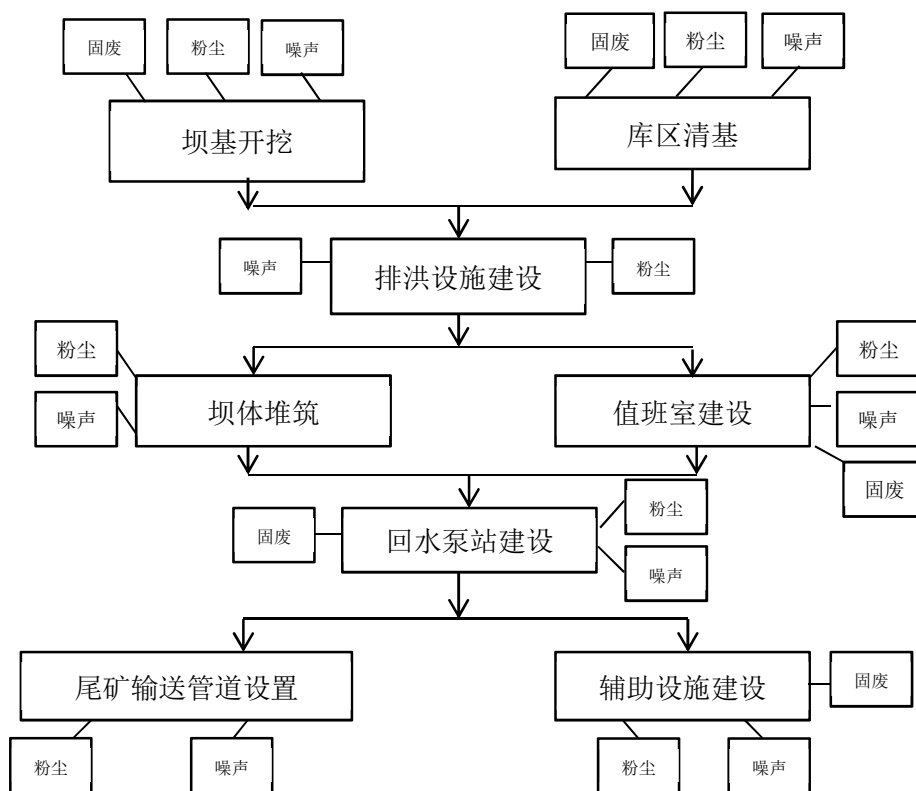 固废
粉尘
噪声
固废
粉尘
噪声
坝基开挖
库区清基
噪声
排洪设施建设
粉尘
粉尘
噪声
坝体堆筑
值班室建设
粉尘
噪声
固废
固废
回水泵站建设
粉尘
噪声
尾矿输送管道设置
辅助设施建设
固废
粉尘
噪声
粉尘
噪声